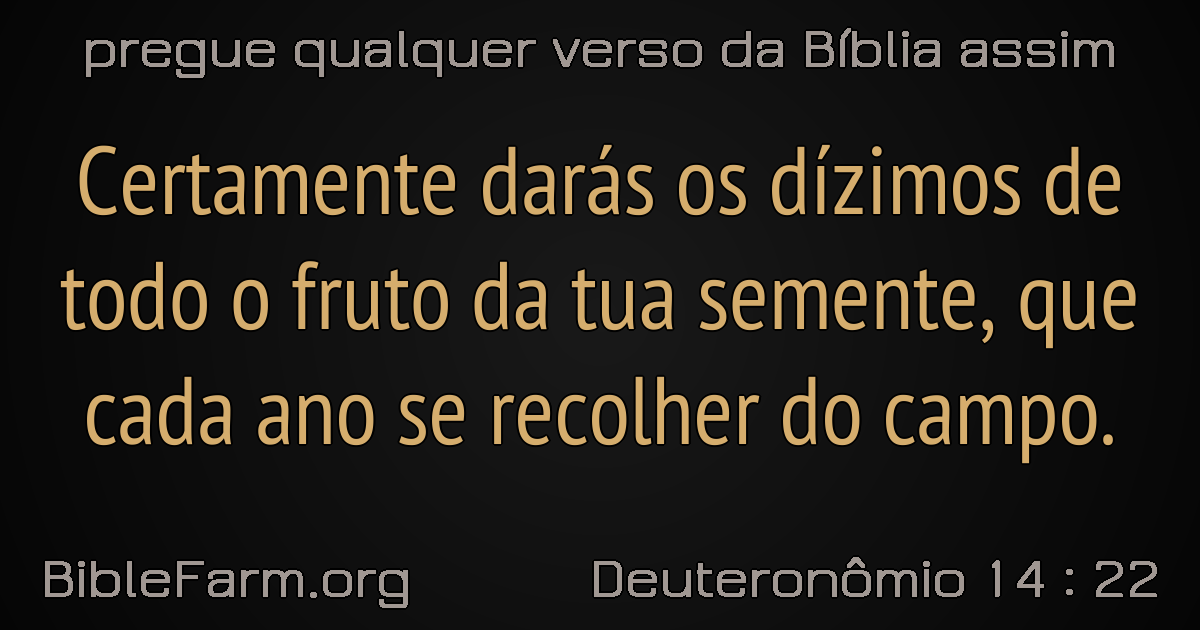 pregue qualquer verso da Bíblia assim
Certamente darás os dízimos de
todo o fruto da tua semente, que
cada ano se recolher do campo.
BibleFarm.org
Deuteronômio 14 : 22